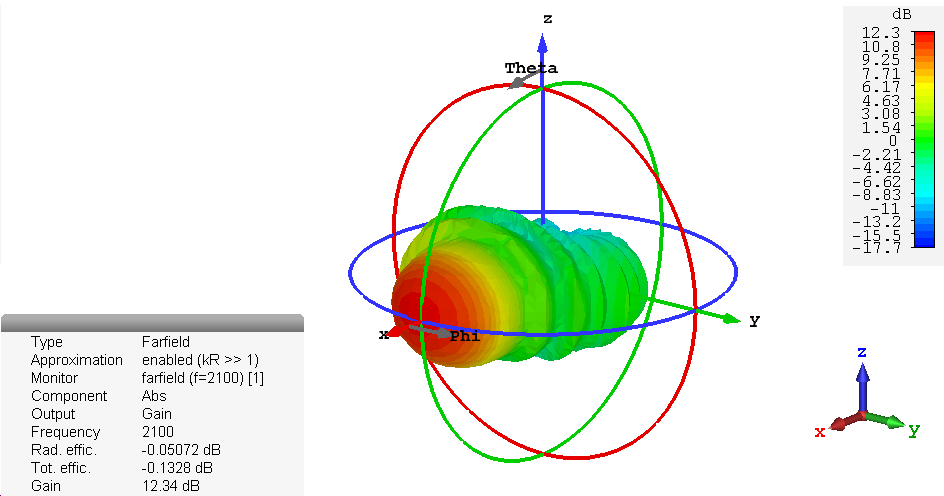 z
Theta
x
Phi
y
dB
12.3
10.8
9.25
7.71
6.17
4.63
3.08
1.54
0
-2.21
-4.42
-6.62
-8.83
-11
-13.2
-15.5
-17.7
Type Farfield
Approximation enabled (kR >> 1)
Monitor farfield (f=2100) [1]
Component Abs
Output Gain
Frequency 2100
Rad. effic. -0.05072 dB
Tot. effic. -0.1328 dB
Gain 12.34 dB
z
x
y